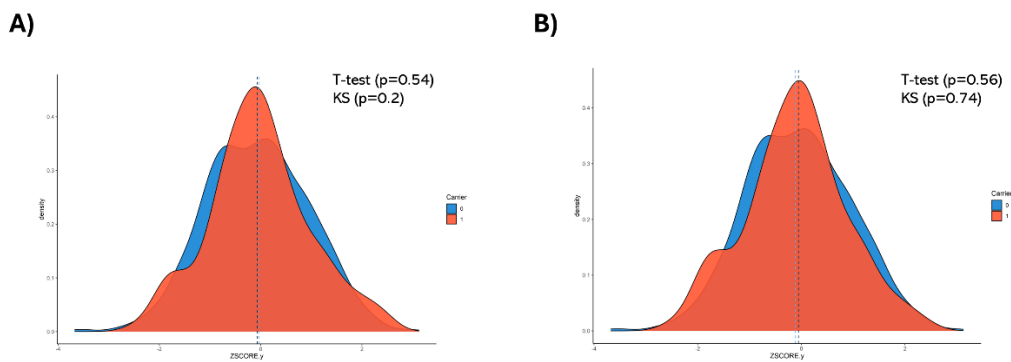 A)
B)
T-test (p=0.54)
KS (p=0.2)
0.4
0.3
0.2
0.1
0.0
density
-4
-2
0
2
ZSCORE.y
Carrier
0
1
T-test (p=0.56)
KS (p=0.74)
0.4
0.3
0.2
0.1
0.0
density
-4
-2
0
2
ZSCORE.y
Carrier
0
1